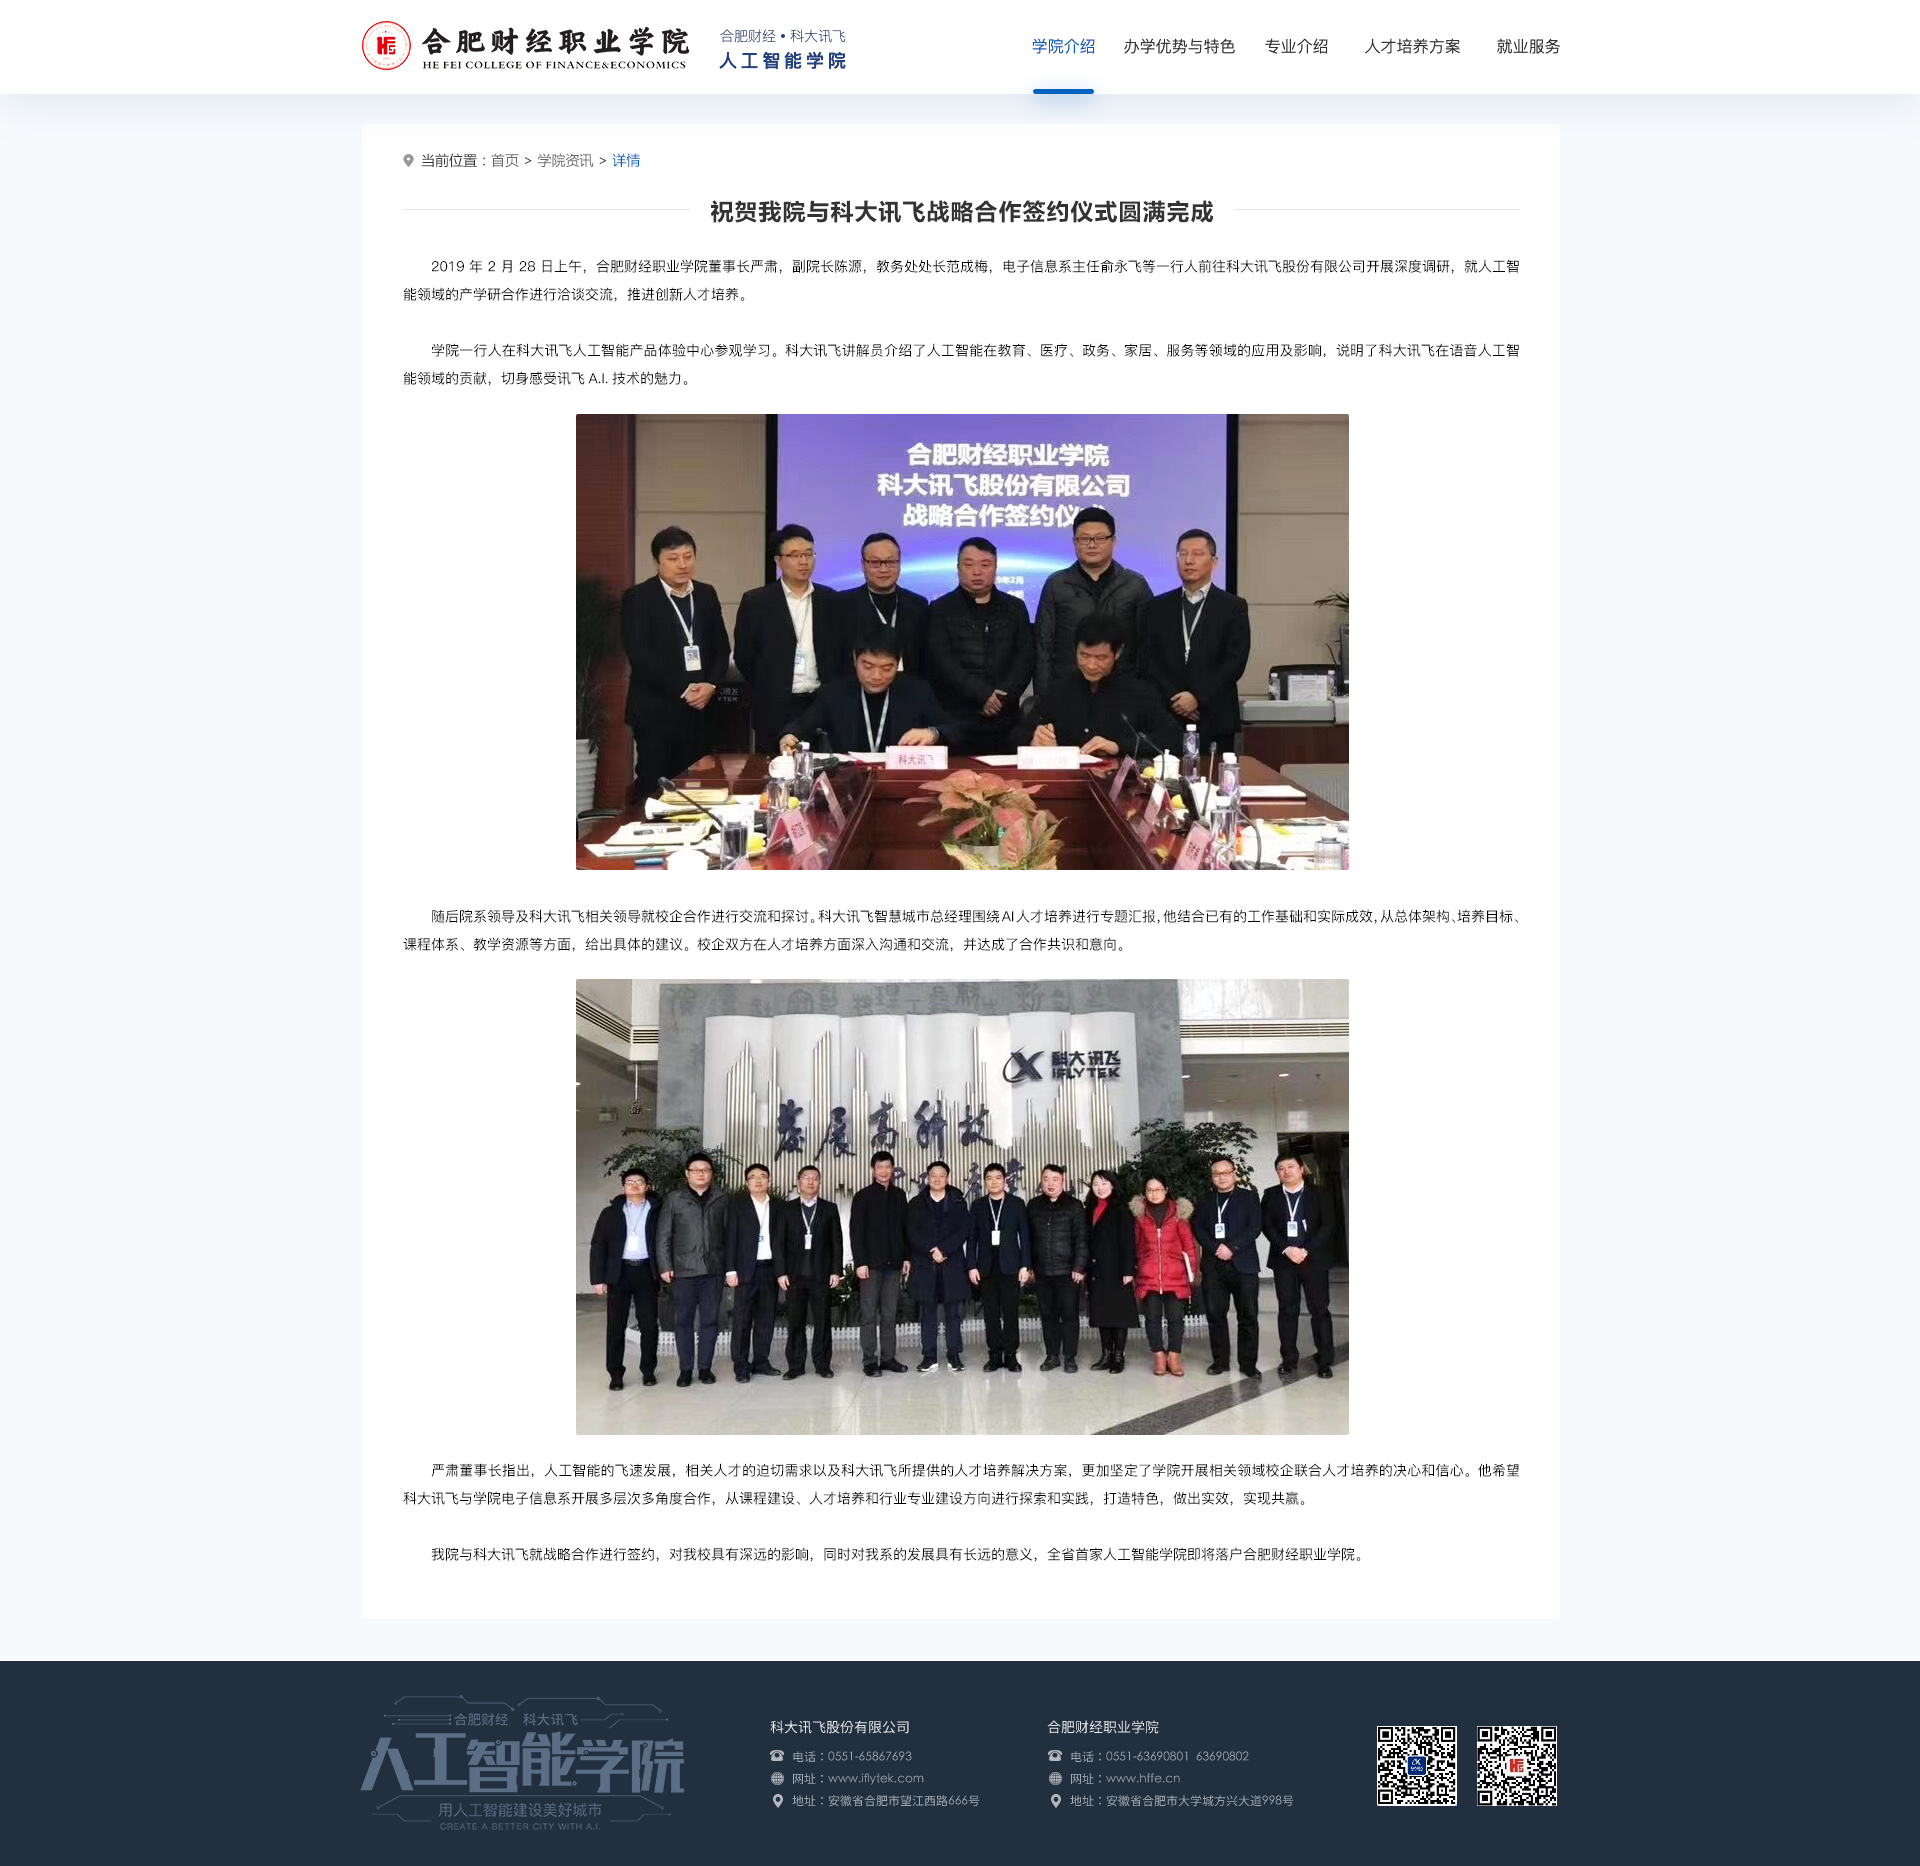 合肥财经职业学院
HE FEI COLLEGE OF FINANCE&ECONOMICS
合肥财经•科大讯飞
人工智能学院
学院介绍 办学优势与特色 专业介绍 人才培养方案 就业服务
当前位置：首页 > 学院资讯 > 详情
祝贺我院与科大讯飞战略合作签约仪式圆满完成
2019 年 2 月 28 日上午，合肥财经职业学院董事长严肃，副院长陈源，教务处处长范成梅，电子信息系主任俞永飞等一行人前往科大讯飞股份有限公司开展深度调研，就人工智
能领域的产学研合作进行洽谈交流，推进创新人才培养。
学院一行人在科大讯飞人工智能产品体验中心参观学习。科大讯飞讲解员介绍了人工智能在教育、医疗、政务、家居、服务等领域的应用及影响，说明了科大讯飞在语音人工智
能领域的贡献，切身感受讯飞 A.I. 技术的魅力。
合肥财经职业学院
科大讯飞股份有限公司
战略合作签约仪式
9年2月
科大讯飞
随后院系领导及科大讯飞相关领导就校企合作进行交流和探讨。科大讯飞智慧城市总经理围绕AI人才培养进行专题汇报，他结合已有的工作基础和实际成效，从总体架构、培养目标、
课程体系、教学资源等方面，给出具体的建议。校企双方在人才培养方面深入沟通和交流，并达成了合作共识和意向。
科大讯飞
IFLYTEK
发展高科技
严肃董事长指出，人工智能的飞速发展，相关人才的迫切需求以及科大讯飞所提供的人才培养解决方案，更加坚定了学院开展相关领域校企联合人才培养的决心和信心。他希望
科大讯飞与学院电子信息系开展多层次多角度合作，从课程建设、人才培养和行业专业建设方向进行探索和实践，打造特色，做出实效，实现共赢。
我院与科大讯飞就战略合作进行签约，对我校具有深远的影响，同时对我系的发展具有长远的意义，全省首家人工智能学院即将落户合肥财经职业学院。
合肥财经 科大讯飞
人工智能学院
用人工智能建设美好城市
CREATE A BETTER CITY WITH A.I.
科大讯飞股份有限公司
电话：0551-65867693
网址：www.iflytek.com
地址：安徽省合肥市望江西路666号
合肥财经职业学院
电话：0551-63690801 63690802
网址：www.hffe.cn
地址：安徽省合肥市大学城方兴大道998号